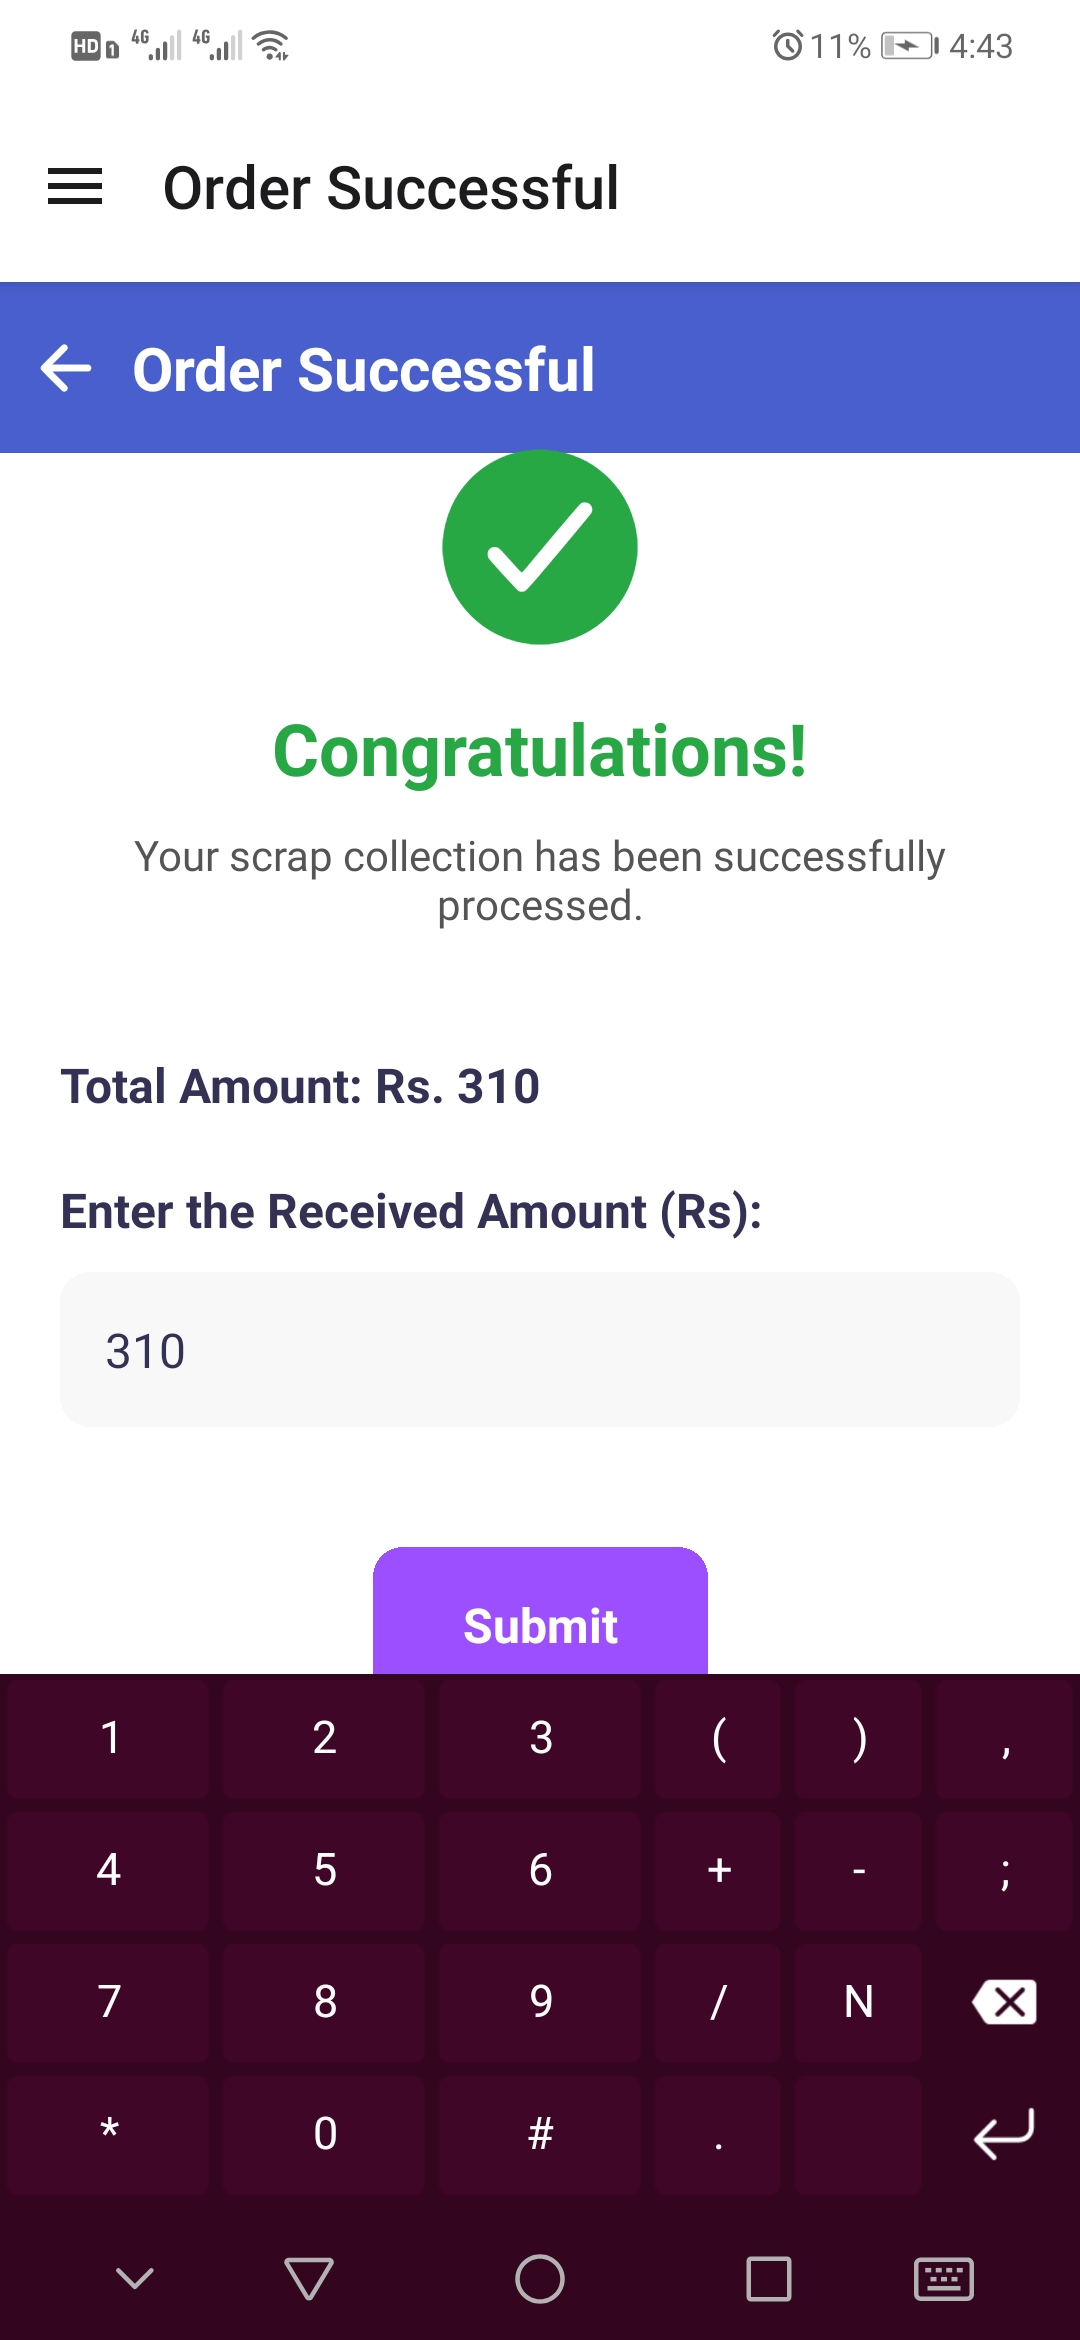 HD 1 4G 4G 11% 4:43
Order Successful
Order Successful
Congratulations!
Your scrap collection has been successfully
processed.
Total Amount: Rs. 310
Enter the Received Amount (Rs):
310
Submit
1 2 3 ( ) ,
4 5 6 + - ;
7 8 9 / N
* 0 # .